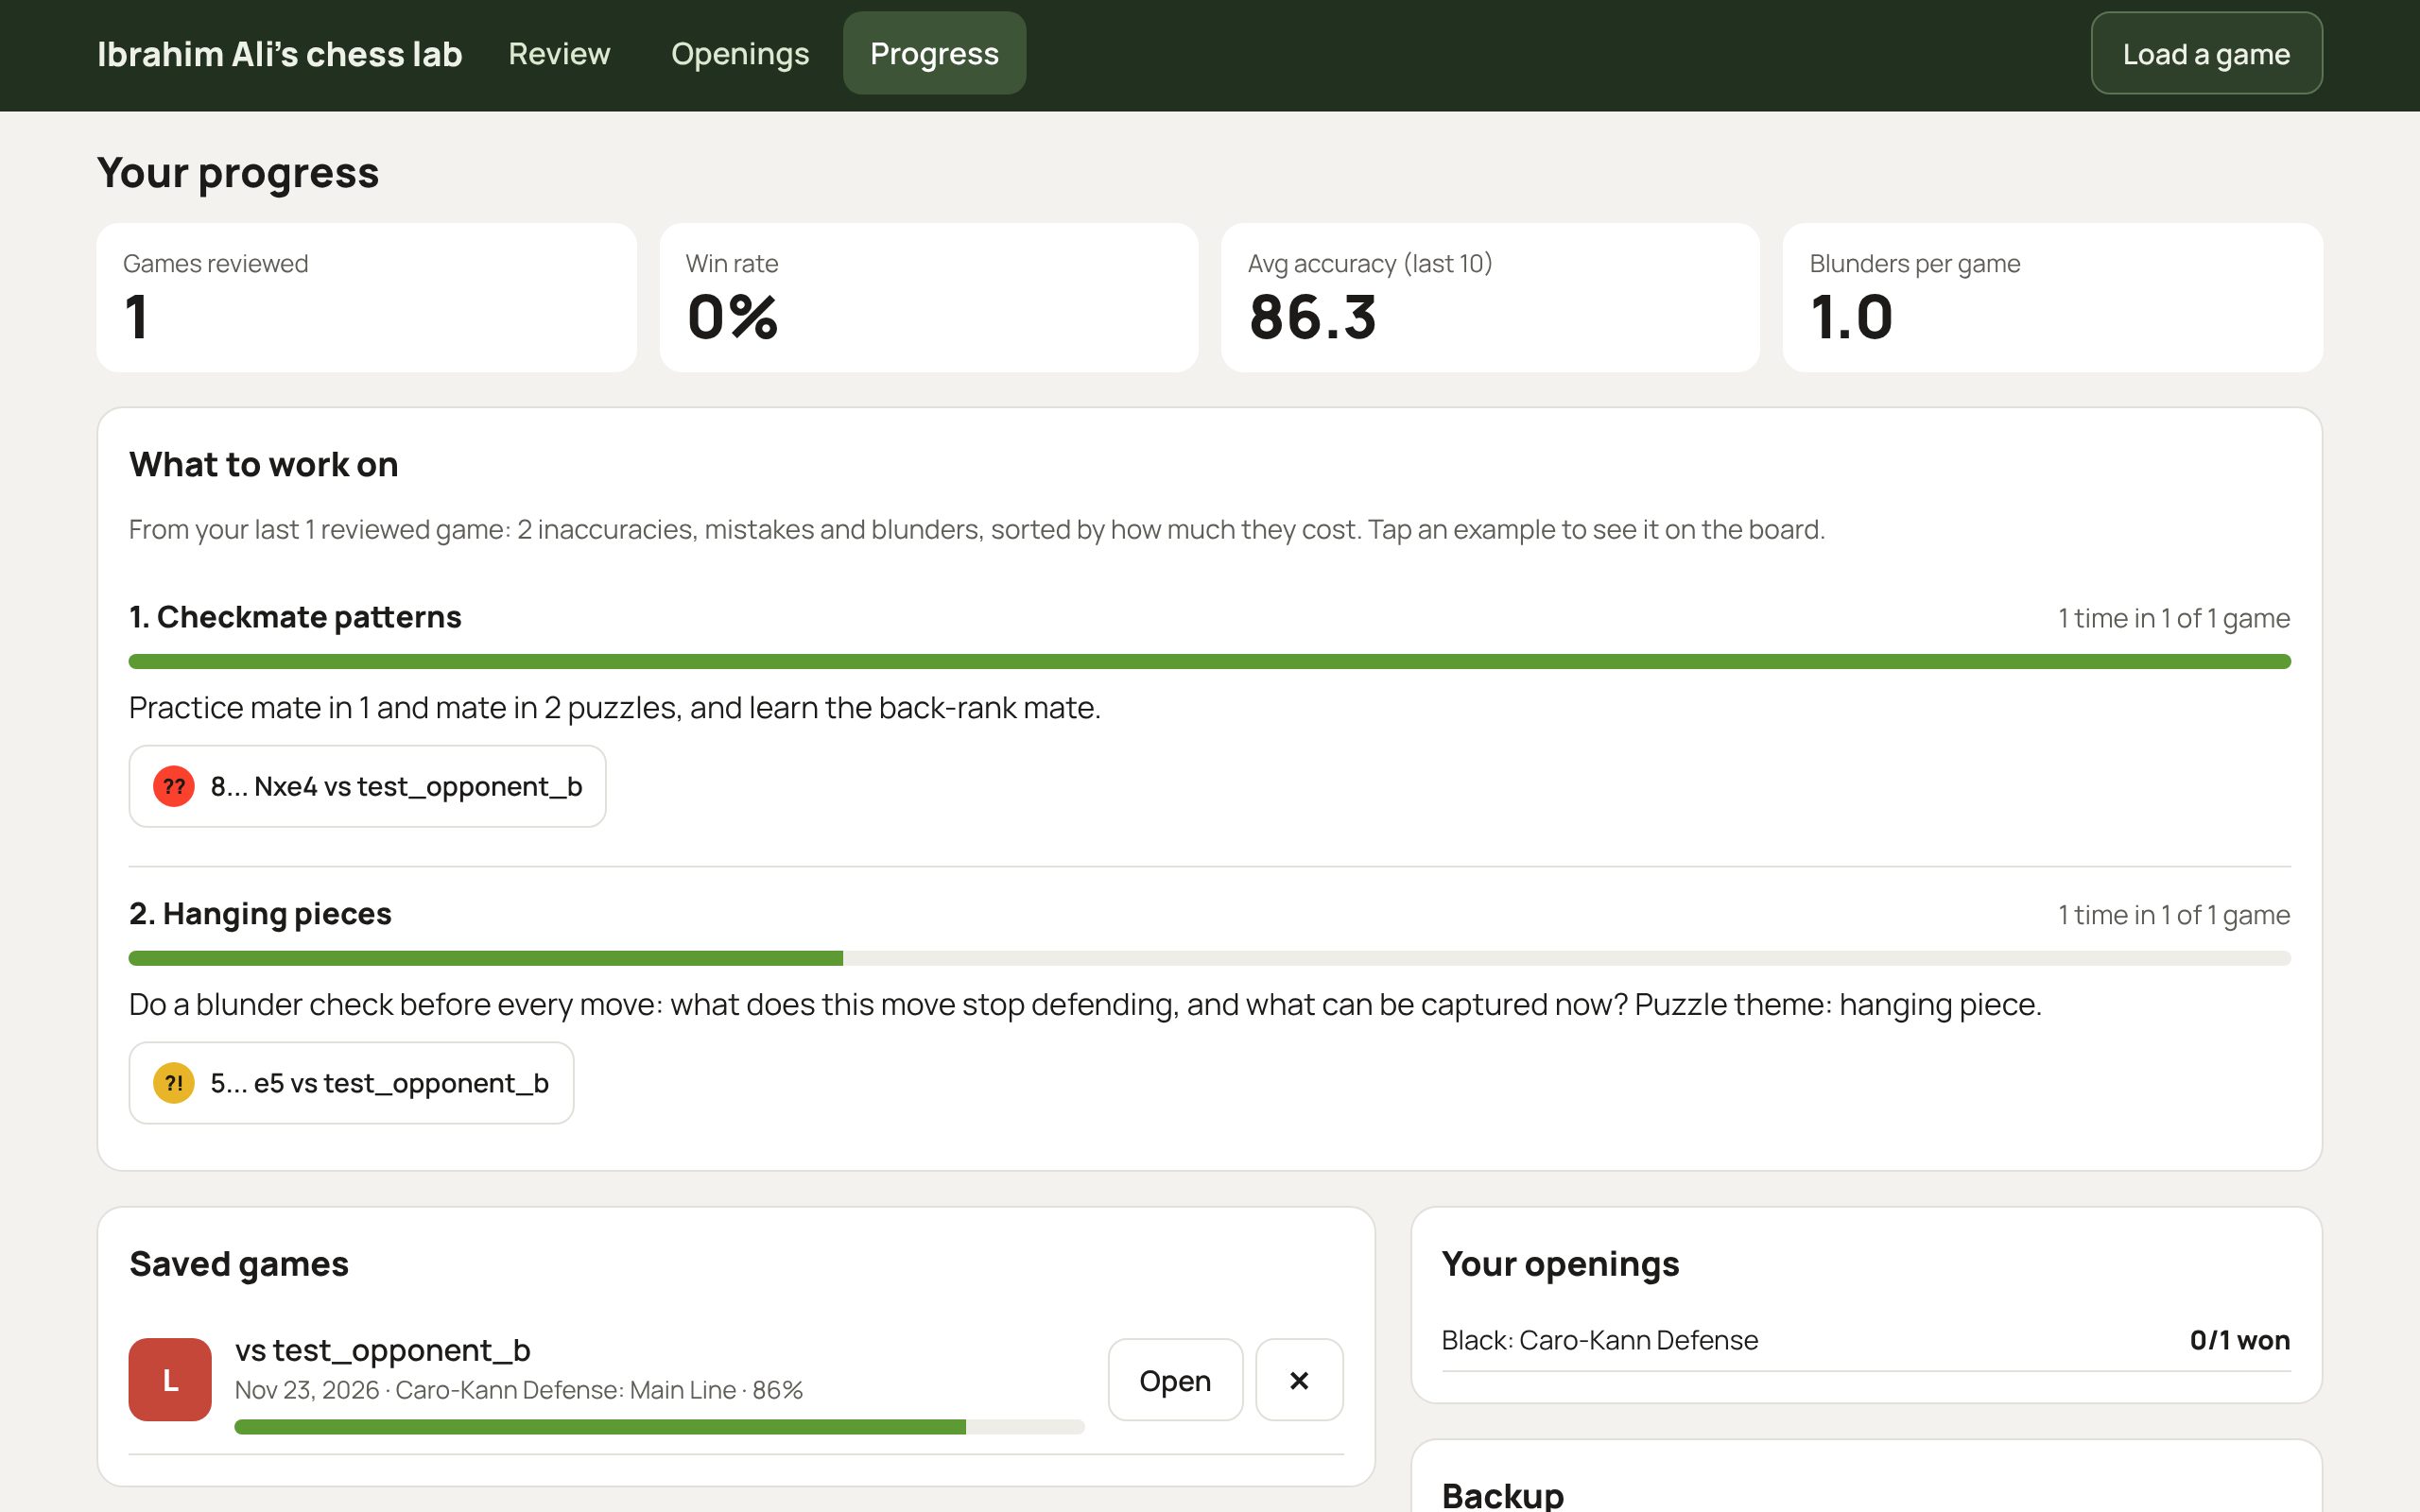 Ibrahim Ali's chess lab Review Openings Progress Load a game
Your progress
Games reviewed
1
Win rate
0%
Avg accuracy (last 10)
86.3
Blunders per game
1.0
What to work on
From your last 1 reviewed game: 2 inaccuracies, mistakes and blunders, sorted by how much they cost. Tap an example to see it on the board.
1. Checkmate patterns 1 time in 1 of 1 game
Practice mate in 1 and mate in 2 puzzles, and learn the back-rank mate.
?? 8... Nxe4 vs test_opponent_b
2. Hanging pieces 1 time in 1 of 1 game
Do a blunder check before every move: what does this move stop defending, and what can be captured now? Puzzle theme: hanging piece.
?! 5... e5 vs test_opponent_b
Saved games
L
vs test_opponent_b
Nov 23, 2026 · Caro-Kann Defense: Main Line · 86%
Open ×
Your openings
Black: Caro-Kann Defense 0/1 won
Backup